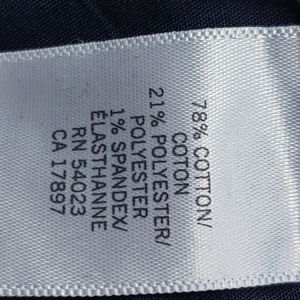 78% COTTON/
COTON
21% POLYESTER/
POLYESTER
1% SPANDEX/
ÉLASTHANNE
RN 54023
CA 17897